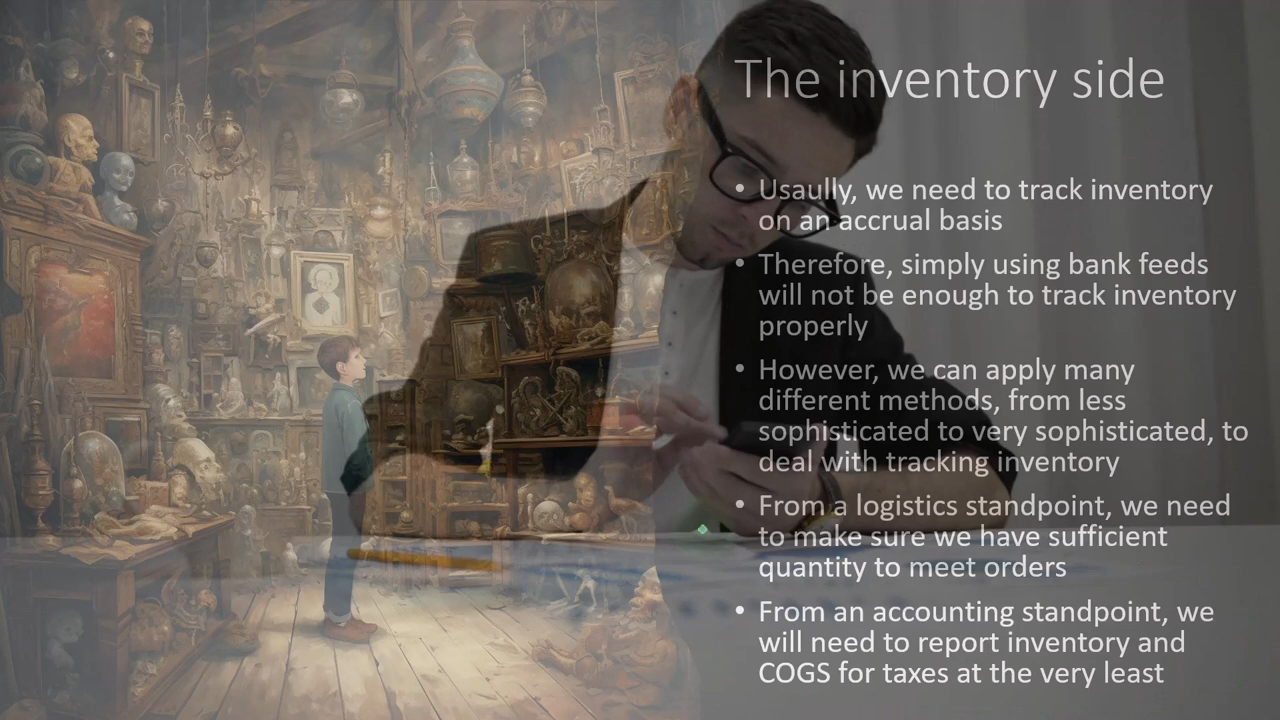 The inventory side
• Usaully, we need to track inventory
on an accrual basis
• Therefore, simply using bank feeds
will not be enough to track inventory
properly
• However, we can apply many
different methods, from less
sophisticated to very sophisticated, to
deal with tracking inventory
• From a logistics standpoint, we need
to make sure we have sufficient
quantity to meet orders
• From an accounting standpoint, we
will need to report inventory and
COGS for taxes at the very least